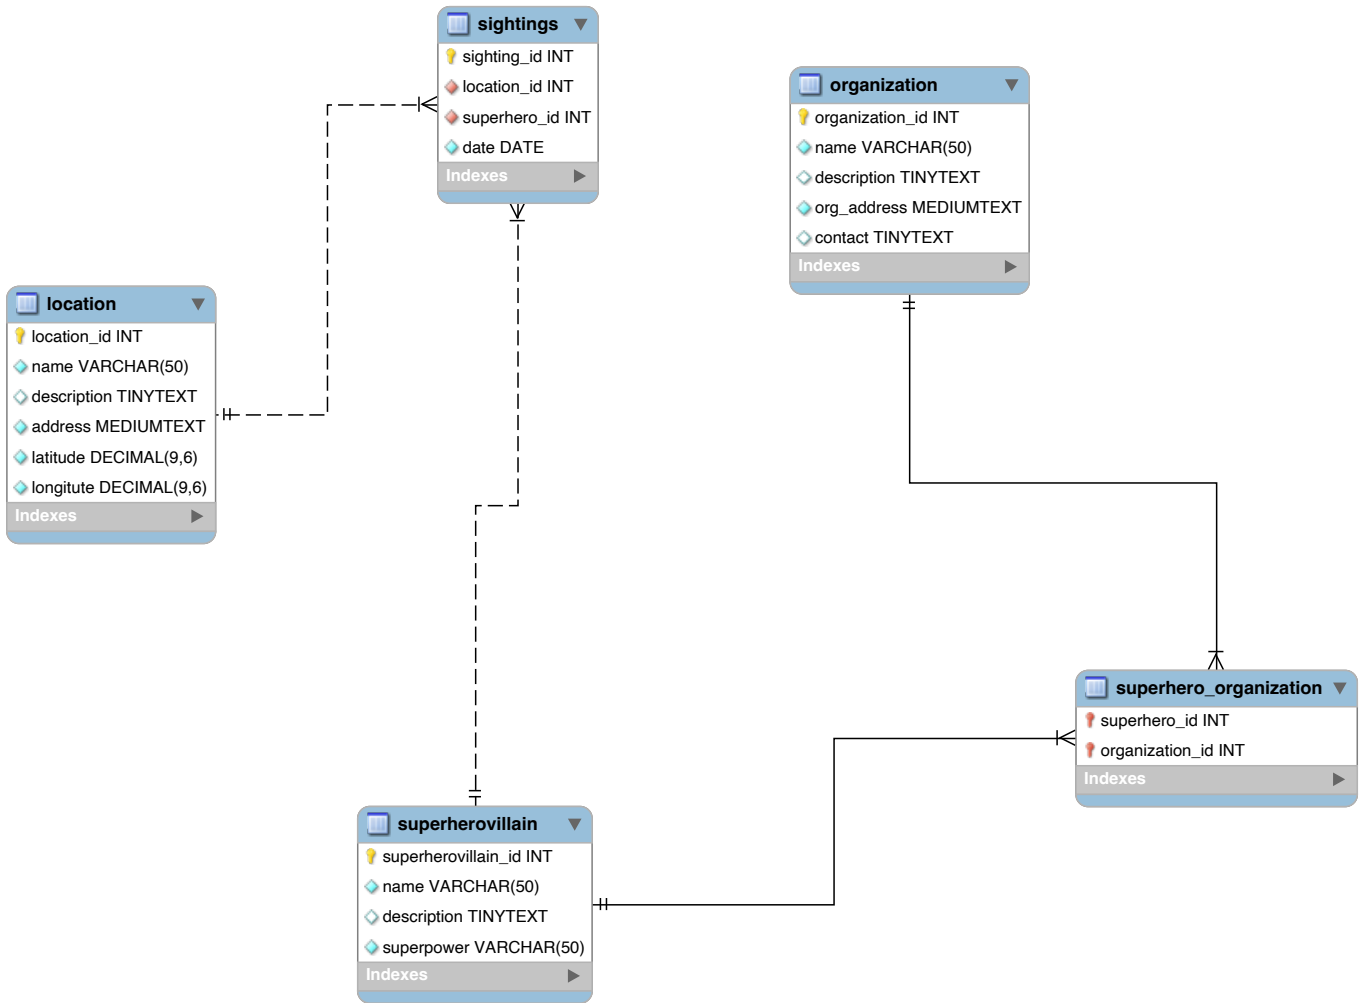 sightings
sighting_id INT
location_id INT
superhero_id INT
date DATE
Indexes
organization
organization_id INT
name VARCHAR(50)
description TINYTEXT
org_address MEDIUMTEXT
contact TINYTEXT
Indexes
location
location_id INT
name VARCHAR(50)
description TINYTEXT
address MEDIUMTEXT
latitude DECIMAL(9,6)
longitute DECIMAL(9,6)
Indexes
superhero_organization
superhero_id INT
organization_id INT
Indexes
superherovillain
superherovillain_id INT
name VARCHAR(50)
description TINYTEXT
superpower VARCHAR(50)
Indexes